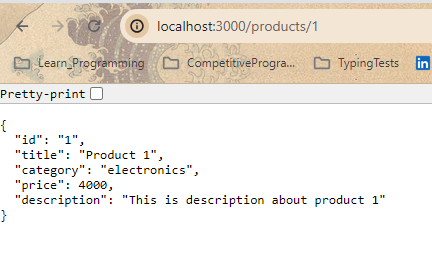 localhost:3000/products/1
Learn_Programming CompetitiveProgra... TypingTests in
Pretty-print
{
  "id": "1",
  "title": "Product 1",
  "category": "electronics",
  "price": 4000,
  "description": "This is description about product 1"
}